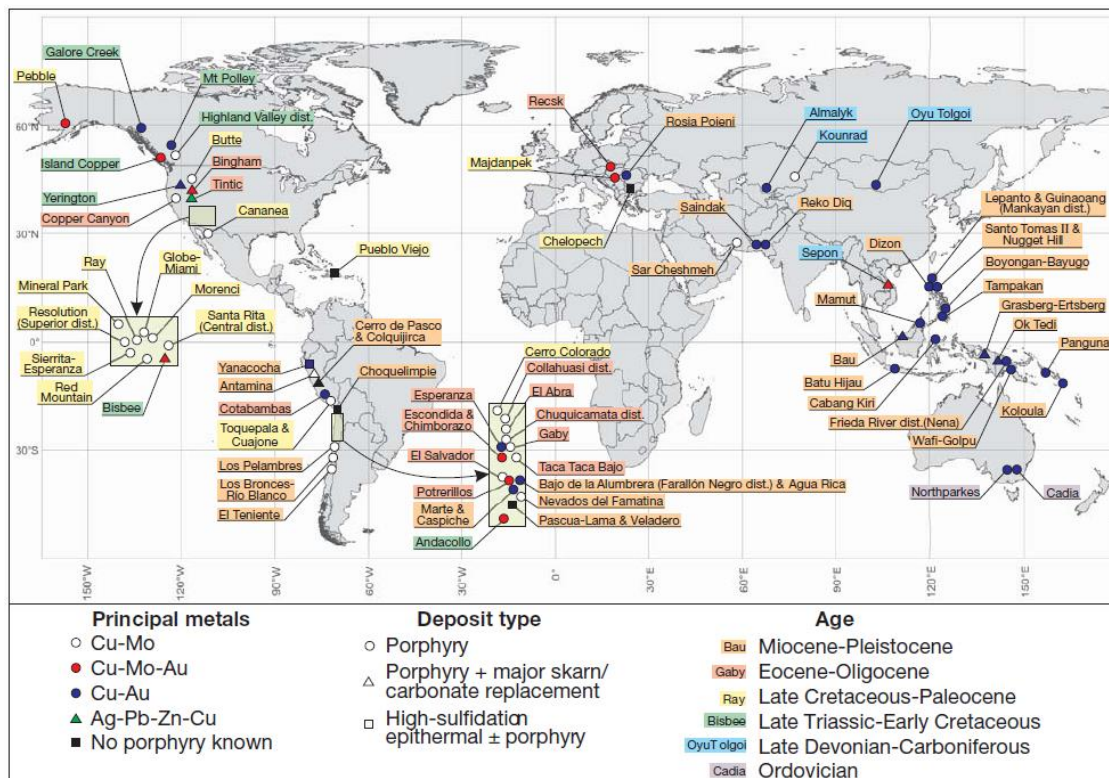 Galore Creek
Pebble
Mt Polley
Highland Valley dist.
Butte
Bingham
Tintic
Island Copper
Yerington
Copper Canyon
Cananea
60°N
30°N
0°
30°S
Ray
Globe-
Miami
Mineral Park
Morenci
Resolution
(Superior dist.)
Santa Rita
(Central dist.)
Sierrita-
Esperanza
Red
Mountain
Bisbee
Pueblo Viejo
Cerro de Pasco
& Colquijirca
Yanacocha
Choquelimpie
Antamina
Cotabambas
Toquepala &
Cuajone
Los Pelambres
Los Bronces-
Río Blanco
El Teniente
Cerro Colorado
Collahuasi dist.
Esperanza
El Abra
Escondida &
Chimborazo
Chuquicamata dist.
Gaby
El Salvador
Taca Taca Bajo
Potrerillos
Bajo de la Alumbrera (Farallón Negro dist.) & Agua Rica
Marte &
Caspiche
Nevados del Famatina
Pascua-Lama & Veladero
Andacollo
Recsk
Rosia Poieni
Majdanpek
Chelopech
Almalyk
Kounrad
Oyu Tolgoi
Saindak
Reko Diq
Sar Cheshmeh
Lepanto & Guinaoang
(Mankayan dist.)
Dizon
Santo Tomas II &
Nugget Hill
Sepon
Boyongan-Bayugo
Mamut
Tampakan
Grasberg-Ertsberg
Ok Tedi
Panguna
Bau
Batu Hijau
Cabang Kiri
Koloula
Frieda River dist.(Nena)
Wafi-Golpu
Northparkes
Cadia
150°W
120°W
90°W
60°W
30°W
0°
30°E
60°E
90°E
120°E
150°E
Principal metals
Cu-Mo
Cu-Mo-Au
Cu-Au
Ag-Pb-Zn-Cu
No porphyry known
Deposit type
Porphyry
Porphyry + major skarn/
carbonate replacement
High-sulfidation
epithermal ± porphyry
Age
Bau Miocene-Pleistocene
Gaby Eocene-Oligocene
Ray Late Cretaceous-Paleocene
Bisbee Late Triassic-Early Cretaceous
OyuTolgoi Late Devonian-Carboniferous
Cadia Ordovician